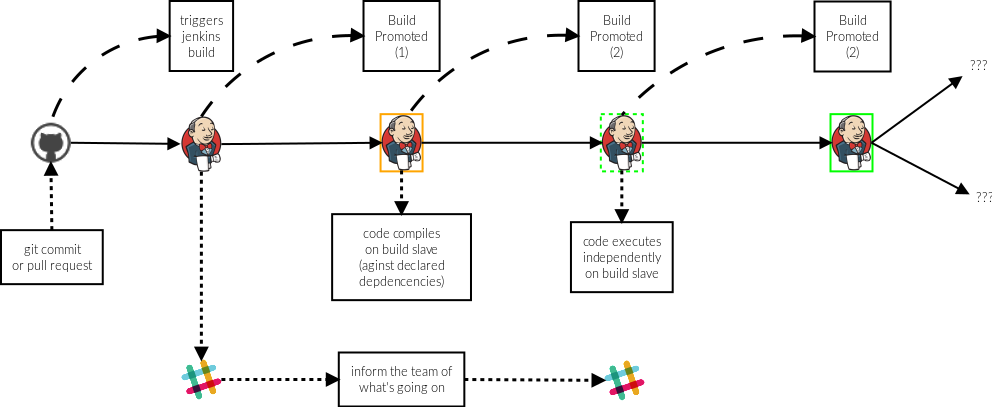 triggers
jenkins
build
Build
Promoted
(1)
Build
Promoted
(2)
Build
Promoted
(2)
???
???
git commit
or pull request
code compiles
on build slave
(aginst declared
depdencencies)
code executes
independently
on build slave
inform the team of
what's going on